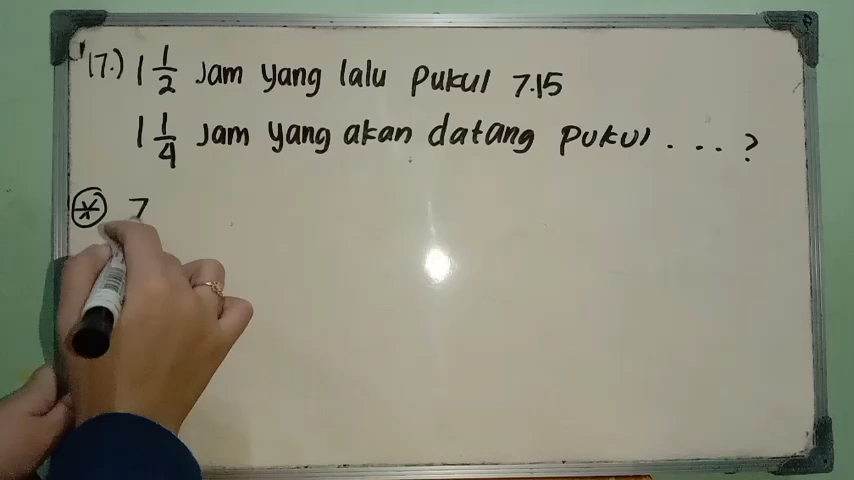 17.) 1 1/2 Jam yang lalu pukul 7.15
1 1/4 Jam yang akan datang pukul . . . . ?
* 7